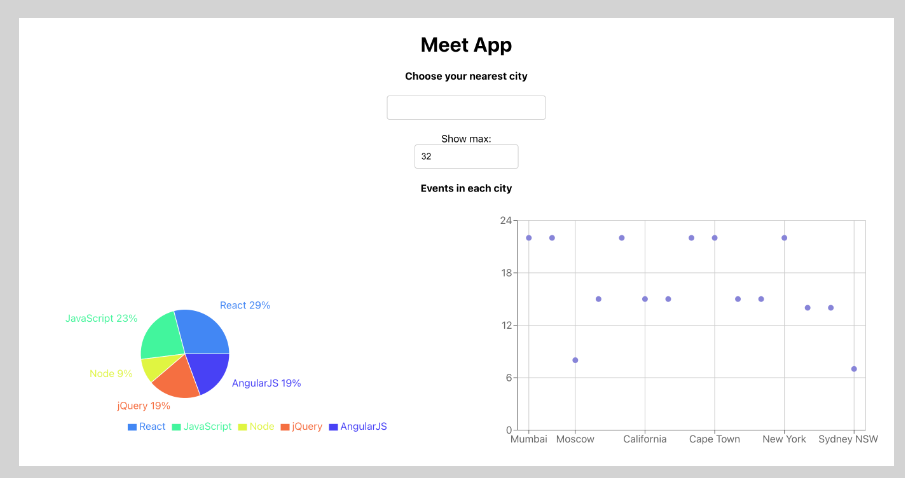 Meet App
Choose your nearest city
Show max:
32
Events in each city
React 29%
JavaScript 23%
Node 9%
AngularJS 19%
jQuery 19%
React JavaScript Node jQuery AngularJS
24
18
12
6
0
Mumbai Moscow California Cape Town New York Sydney NSW